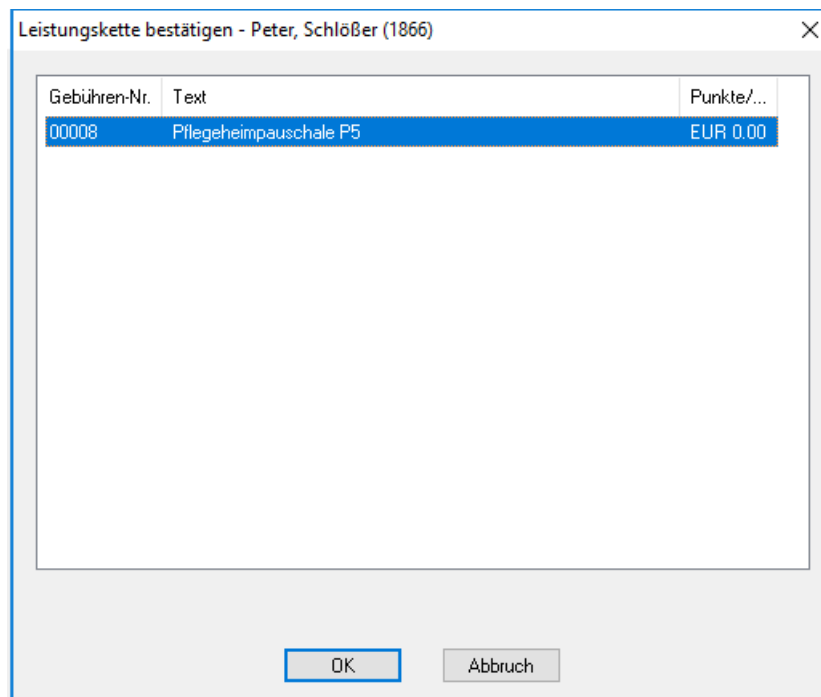 Leistungskette bestätigen - Peter, Schlößer (1866)
Gebühren-Nr. Text Punkte/...
00008 Pflegeheimpauschale P5 EUR 0.00
OK Abbruch